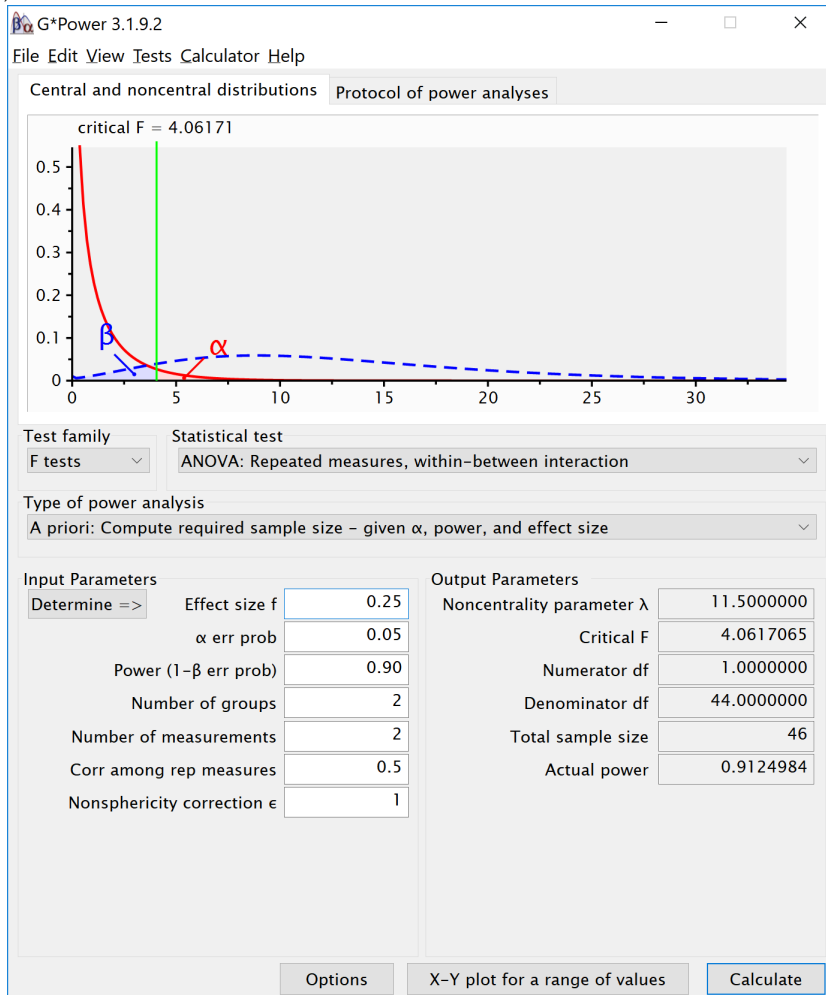 G*Power 3.1.9.2
File Edit View Tests Calculator Help
Central and noncentral distributions Protocol of power analyses
critical F = 4.06171
0.5
0.4
0.3
0.2
0.1
0
β
α
0 5 10 15 20 25 30
Test family Statistical test
F tests ANOVA: Repeated measures, within-between interaction
Type of power analysis
A priori: Compute required sample size - given α, power, and effect size
Input Parameters
Determine => Effect size f 0.25
α err prob 0.05
Power (1-β err prob) 0.90
Number of groups 2
Number of measurements 2
Corr among rep measures 0.5
Nonsphericity correction ϵ 1
Output Parameters
Noncentrality parameter λ 11.5000000
Critical F 4.0617065
Numerator df 1.0000000
Denominator df 44.0000000
Total sample size 46
Actual power 0.9124984
Options X-Y plot for a range of values Calculate